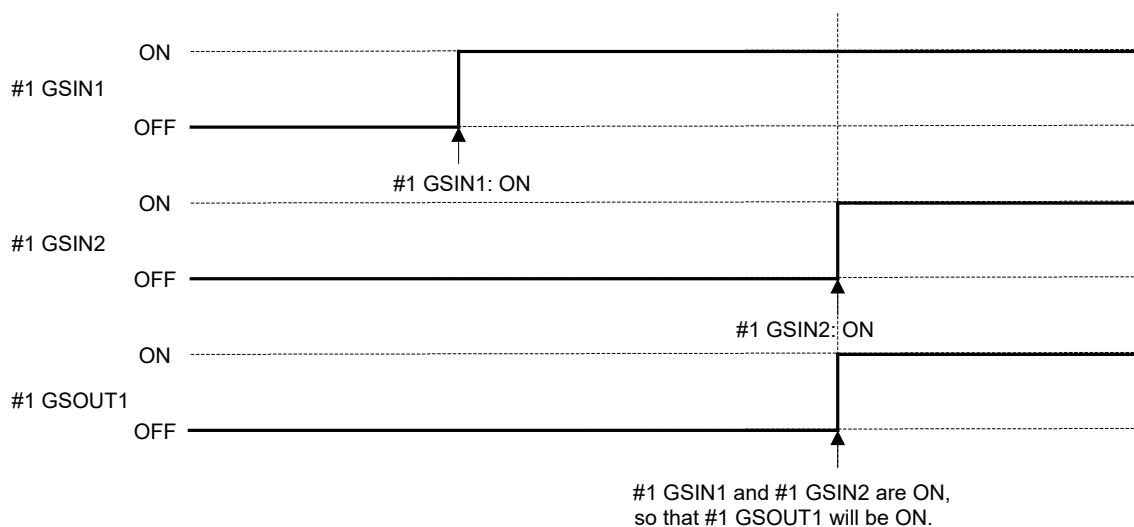 ON
#1 GSIN1
OFF
#1 GSIN1: ON
ON
#1 GSIN2
OFF
#1 GSIN2: ON
ON
#1 GSOUT1
OFF
#1 GSIN1 and #1 GSIN2 are ON,
so that #1 GSOUT1 will be ON.